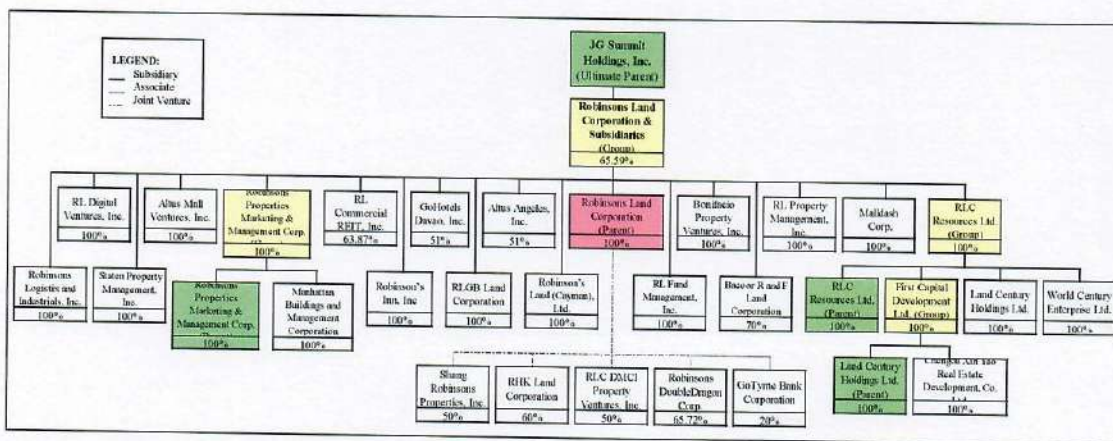 JG Summit
Holdings, Inc.
(Ultimate Parent)
LEGEND:
Subsidiary
Associate
Joint Venture
Robinsons Land
Corporation &
Subsidiaries
(Group)
65.59%
RL Digital
Ventures, Inc.
100%
Altus Mall
Ventures, Inc.
100%
Robinsons
Properties
Marketing &
Management Corp.
100%
RL
Commercial
REIT, Inc.
63.87%
GoHotels
Davao, Inc.
51%
Altus Angeles,
Inc.
51%
Robinsons Land
Corporation
(Parent)
100%
Bonifacio
Property
Ventures, Inc.
100%
RL Property
Management,
Inc.
100%
Malldash
Corp.
100%
RLC
Resources Ltd.
(Group)
100%
Robinsons
Logistix and
Industrials, Inc.
100%
Staten Property
Management,
Inc.
100%
Robinsons
Properties
Marketing &
Management Corp.
100%
Manhattan
Buildings and
Management
Corporation
100%
Robinson's
Inn, Inc
100%
RLGB Land
Corporation
100%
Robinson's
Land (Cayman),
Ltd.
100%
RL Fund
Management,
Inc.
100%
Bacoor R and F
Land
Corporation
70%
RLC
Resources Ltd.
(Parent)
100%
First Capital
Development
Ltd. (Group)
100%
Land Century
Holdings Ltd.
100%
World Century
Enterprise Ltd.
100%
Shang
Robinsons
Properties, Inc.
50%
RHK Land
Corporation
60%
RLC DMCI
Property
Ventures, Inc.
50%
Robinsons
DoubleDragon
Corp.
65.72%
GoTyme Bank
Corporation
20%
Land Century
Holdings Ltd.
(Parent)
100%
Chengdu Xin Yao
Real Estate
Development, Co.
100%